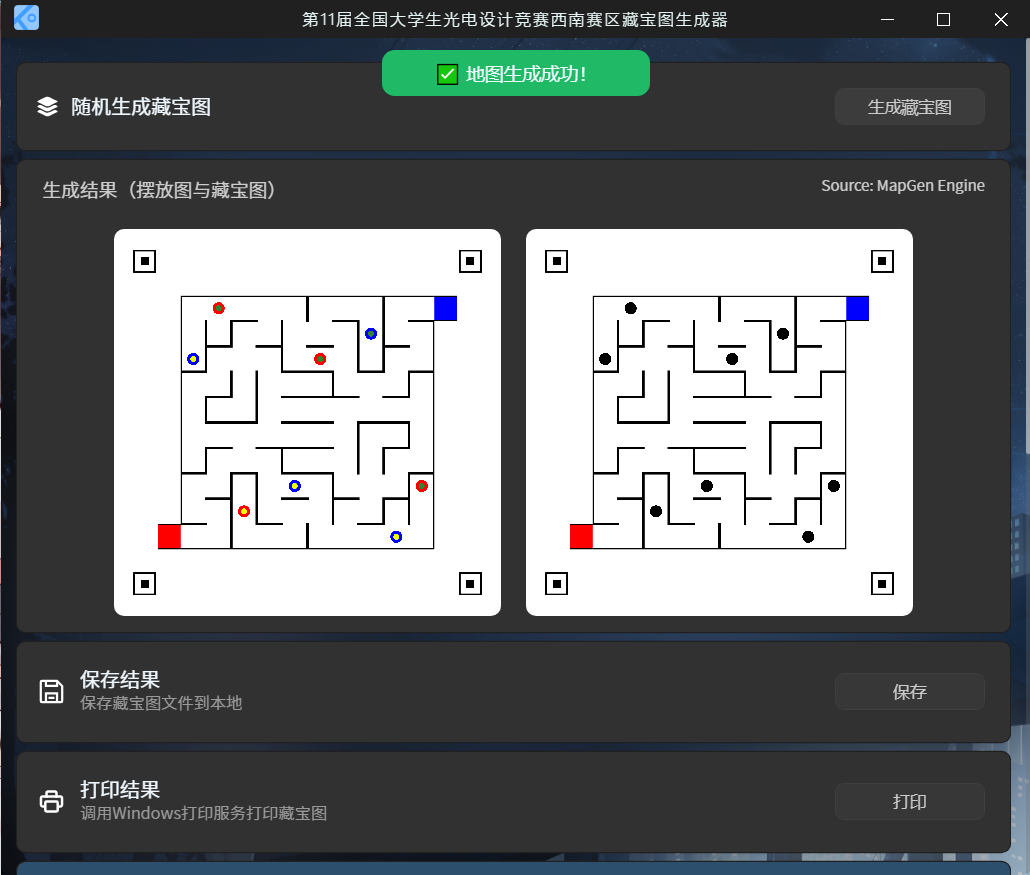 第11届全国大学生光电设计竞赛西南赛区藏宝图生成器
地图生成成功！
随机生成藏宝图
生成藏宝图
生成结果（摆放图与藏宝图）
Source: MapGen Engine
保存结果
保存藏宝图文件到本地
保存
打印结果
调用Windows打印服务打印藏宝图
打印